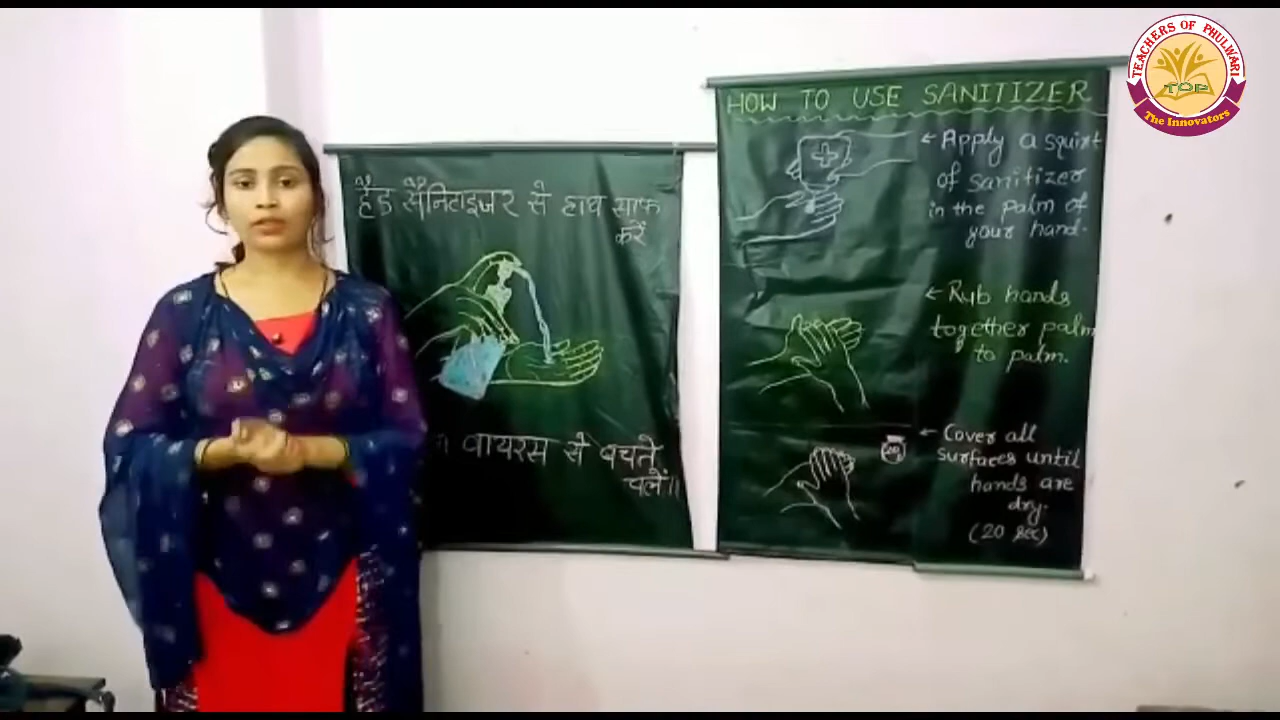 हैंड सैनिटाइजर से हाथ साफ
करें
वायरस से बचते
चलें।।
HOW TO USE SANITIZER
← Apply a squirt
of sanitizer
in the palm of
your hand.
← Rub hands
together palm
to palm.
← Cover all
surfaces until
hands are
dry.
(20 sec)
TEACHERS OF PHULWARI
TOP
The Innovators